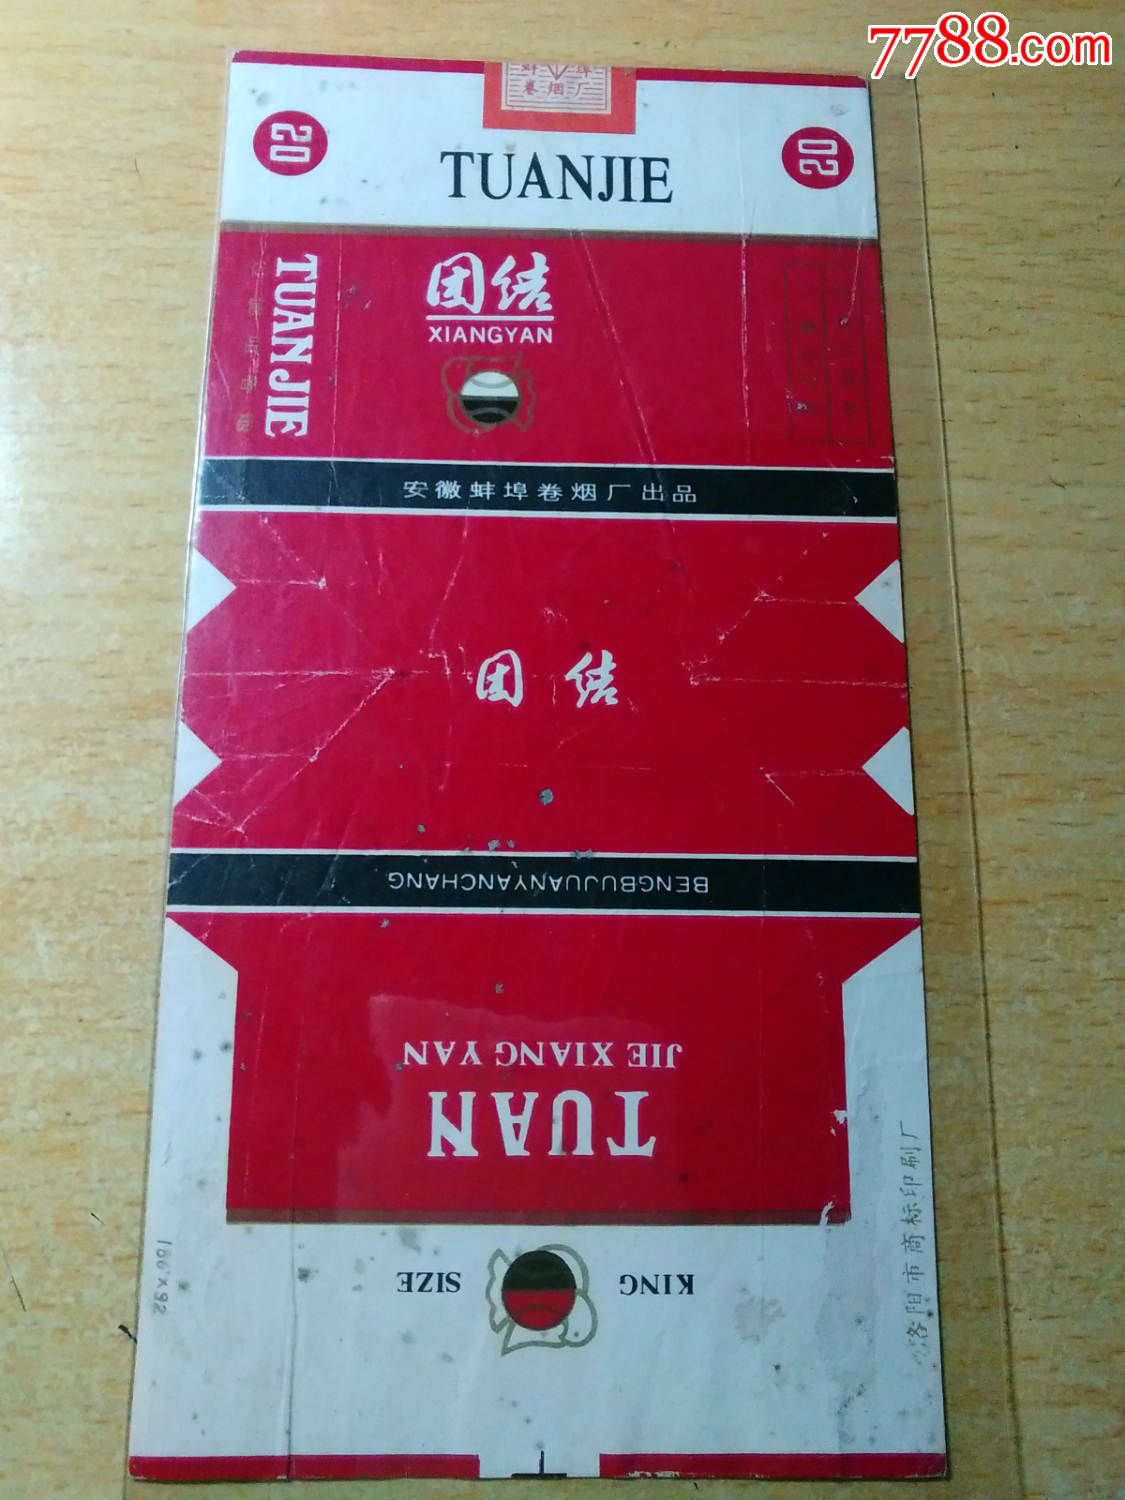 7788.com
蚌埠
卷烟厂
20
TUANJIE
20
TUANJIE
团结
XIANGYAN
安徽蚌埠卷烟厂出品
团结
BENGBUJUANYANCHANG
TUAN
JIE XIANG YAN
KING SIZE
洛阳市商标印刷厂
166×92